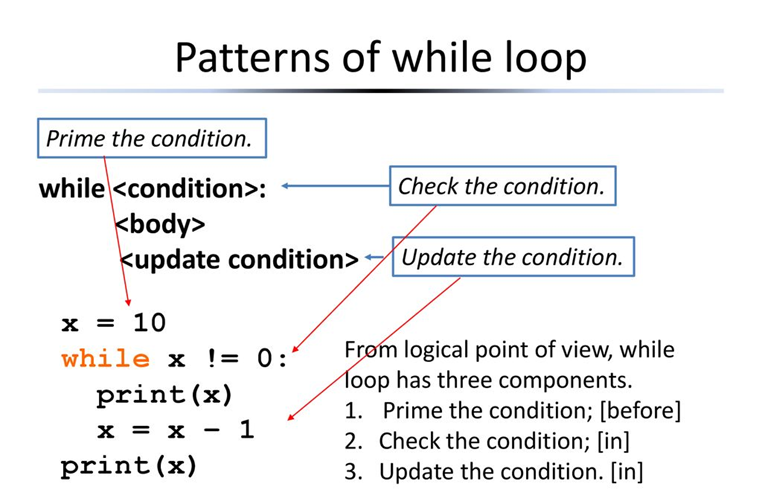 Patterns of while loop
Prime the condition.
while <condition>:
Check the condition.
<body>
<update condition>
Update the condition.
x = 10
while x != 0:
print(x)
x = x – 1
print(x)
From logical point of view, while
loop has three components.
1. Prime the condition; [before]
2. Check the condition; [in]
3. Update the condition. [in]